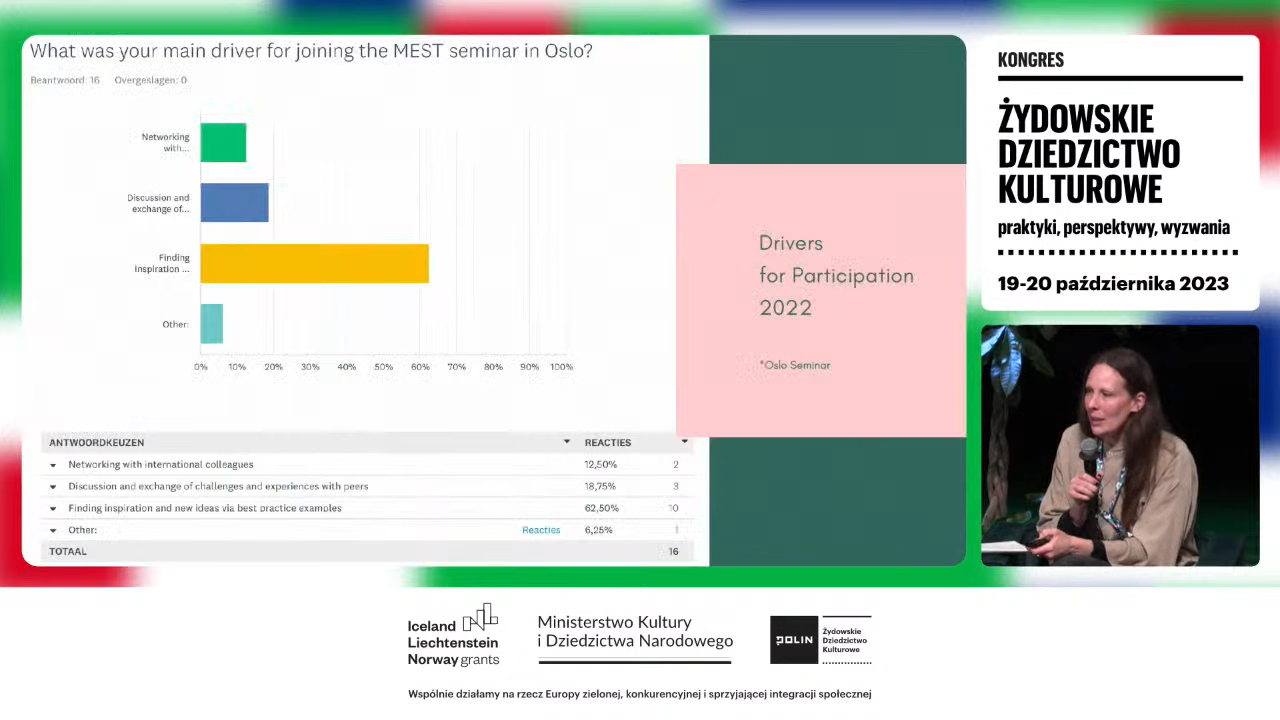 What was your main driver for joining the MEST seminar in Oslo?
Beantwoord: 16 Overgeslagen: 0
Networking
with...
Discussion and
exchange of...
Finding
inspiration ...
Other:
0% 10% 20% 30% 40% 50% 60% 70% 80% 90% 100%
ANTWOORDKEUZEN REACTIES
Networking with international colleagues 12,50% 2
Discussion and exchange of challenges and experiences with peers 18,75% 3
Finding inspiration and new ideas via best practice examples 62,50% 10
Other: Reacties 6,25% 1
TOTAAL 16
Drivers
for Participation
2022
*Oslo Seminar
KONGRES
ŻYDOWSKIE
DZIEDZICTWO
KULTUROWE
praktyki, perspektywy, wyzwania
19-20 października 2023
Iceland
Liechtenstein
Norway grants
Ministerstwo Kultury
i Dziedzictwa Narodowego
POLIN
Żydowskie
Dziedzictwo
Kulturowe
Wspólnie działamy na rzecz Europy zielonej, konkurencyjnej i sprzyjającej integracji społecznej